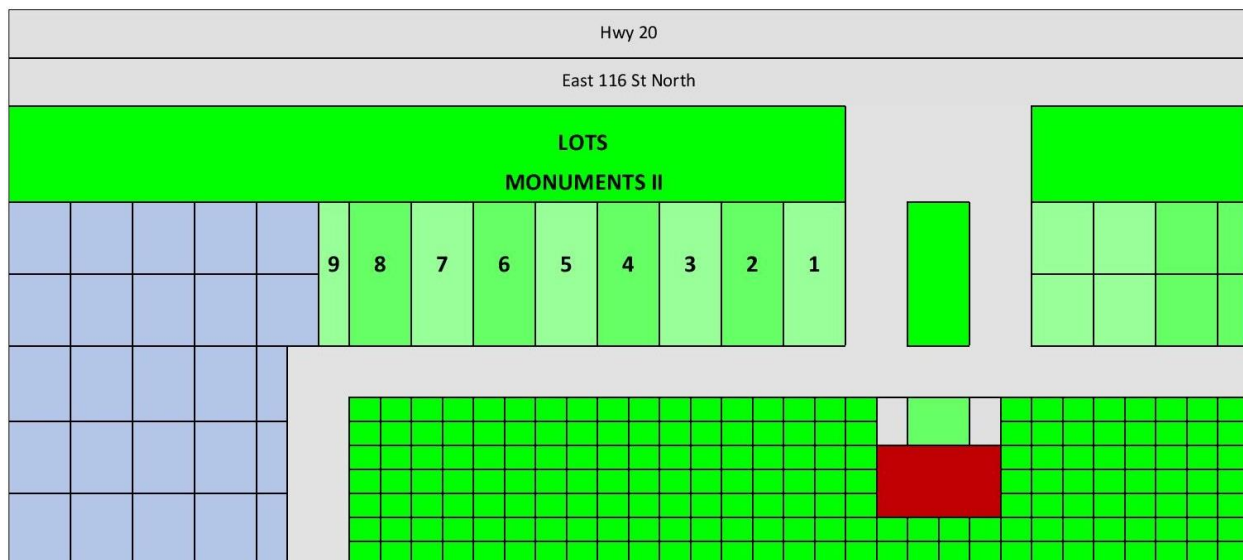 Hwy 20
East 116 St North
LOTS
MONUMENTS II
9 8 7 6 5 4 3 2 1